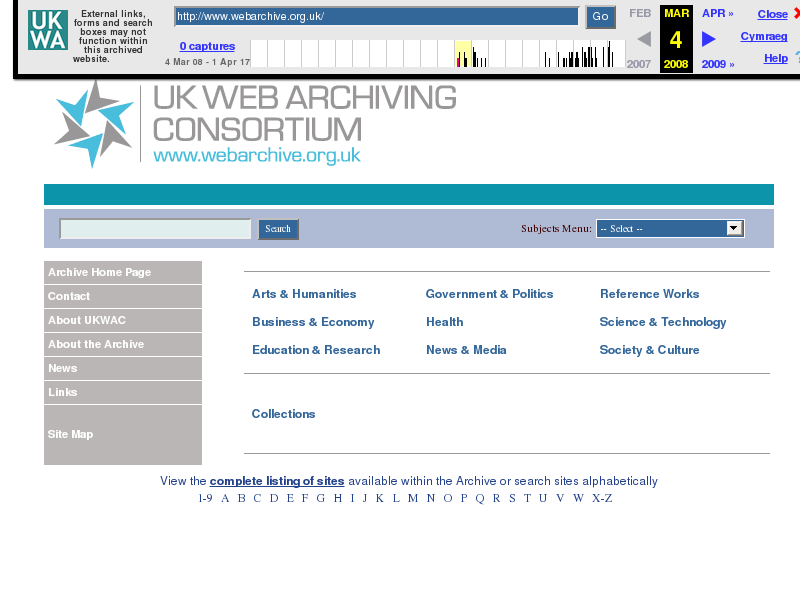 UK
WA
External links,
forms and search
boxes may not
function within
this archived
website.
http://www.webarchive.org.uk/
Go
0 captures
4 Mar 08 - 1 Apr 17
FEB MAR APR »
4
2007 2008 2009 »
Close
Cymraeg
Help ?
UK WEB ARCHIVING
CONSORTIUM
www.webarchive.org.uk
Search
Subjects Menu: -- Select --
Archive Home Page
Contact
About UKWAC
About the Archive
News
Links
Site Map
Arts & Humanities Government & Politics Reference Works
Business & Economy Health Science & Technology
Education & Research News & Media Society & Culture
Collections
View the complete listing of sites available within the Archive or search sites alphabetically
1-9 A B C D E F G H I J K L M N O P Q R S T U V W X-Z